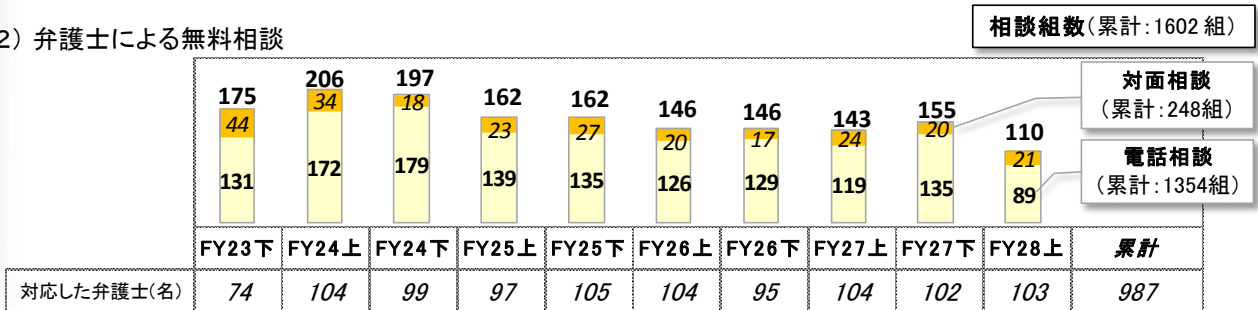 2) 弁護士による無料相談
相談組数(累計:1602組)
対面相談
(累計:248組)
電話相談
(累計:1354組)
175 206 197 162 162 146 146 143 155 110
44 34 18 23 27 20 17 24 20 21
131 172 179 139 135 126 129 119 135 89
FY23下 FY24上 FY24下 FY25上 FY25下 FY26上 FY26下 FY27上 FY27下 FY28上 累計
対応した弁護士(名) 74 104 99 97 105 104 95 104 102 103 987